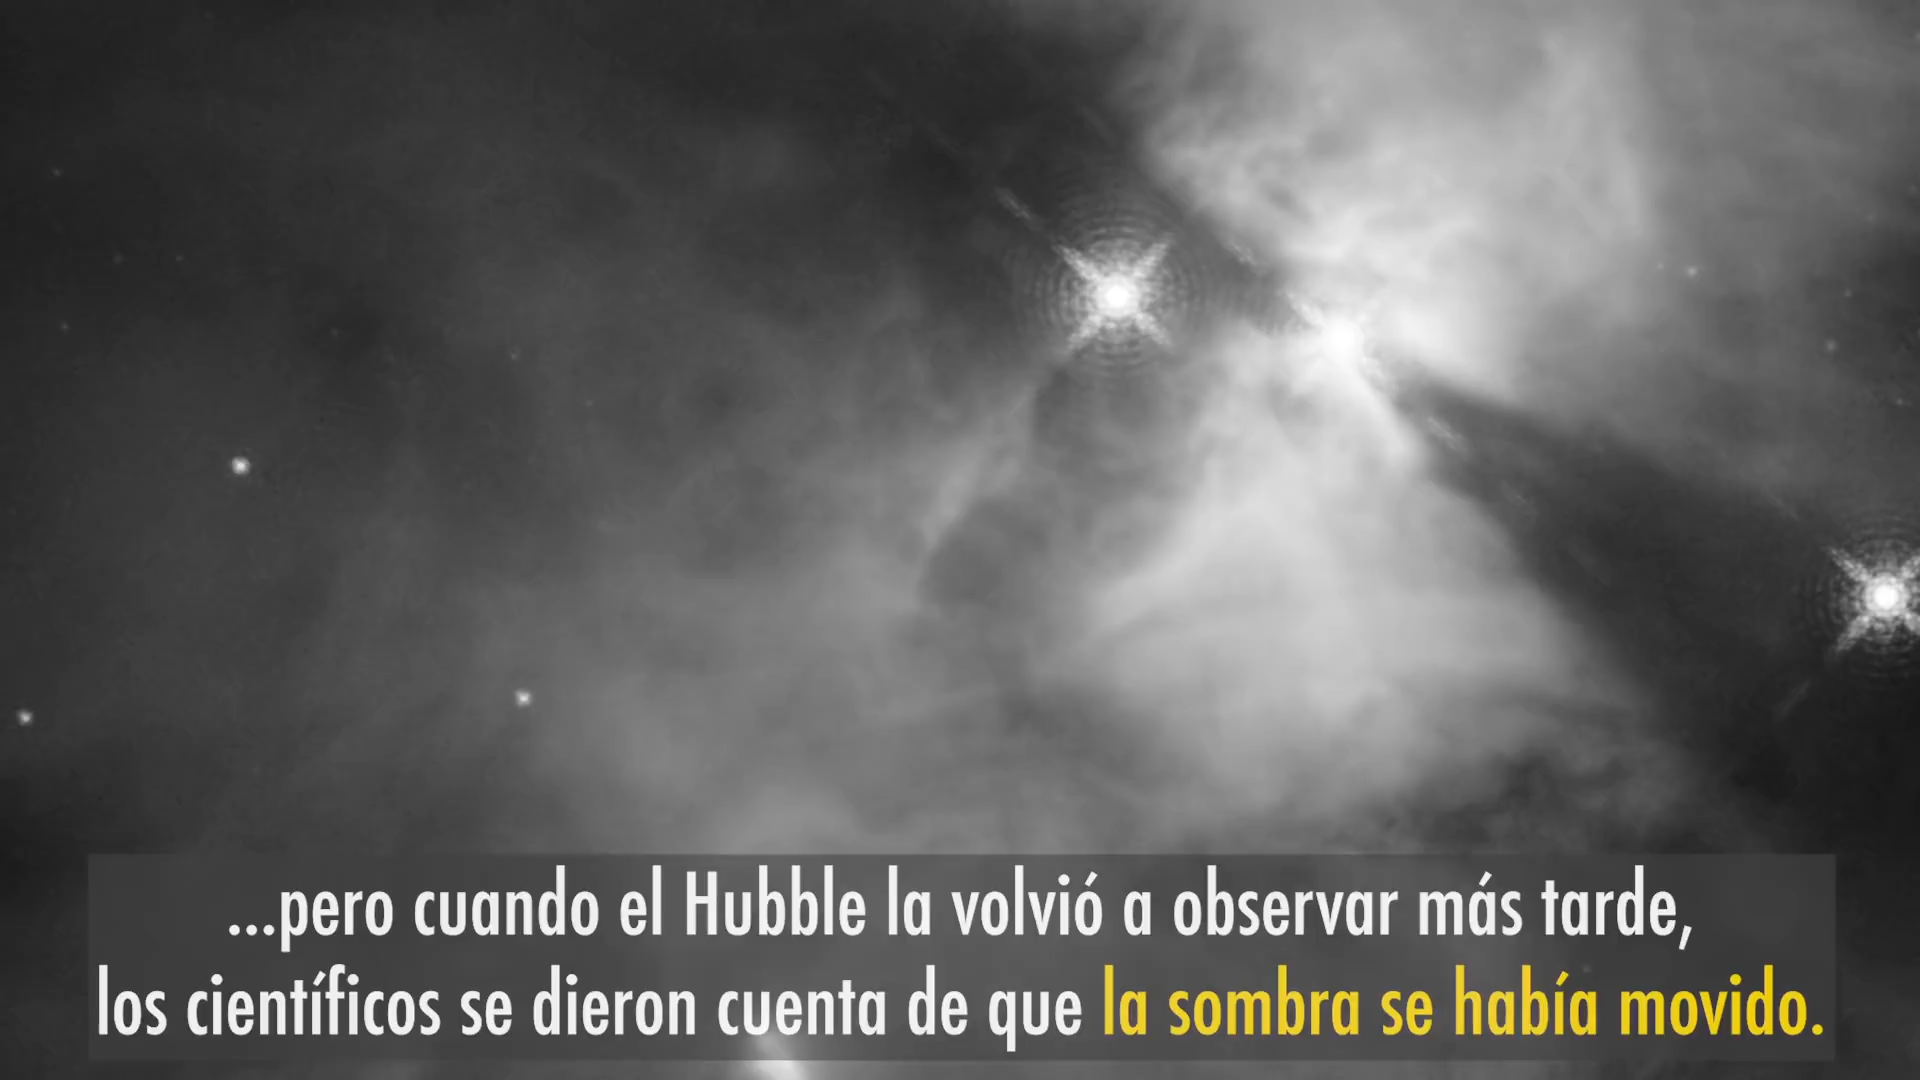 ...pero cuando el Hubble la volvió a observar más tarde,
los científicos se dieron cuenta de que la sombra se había movido.